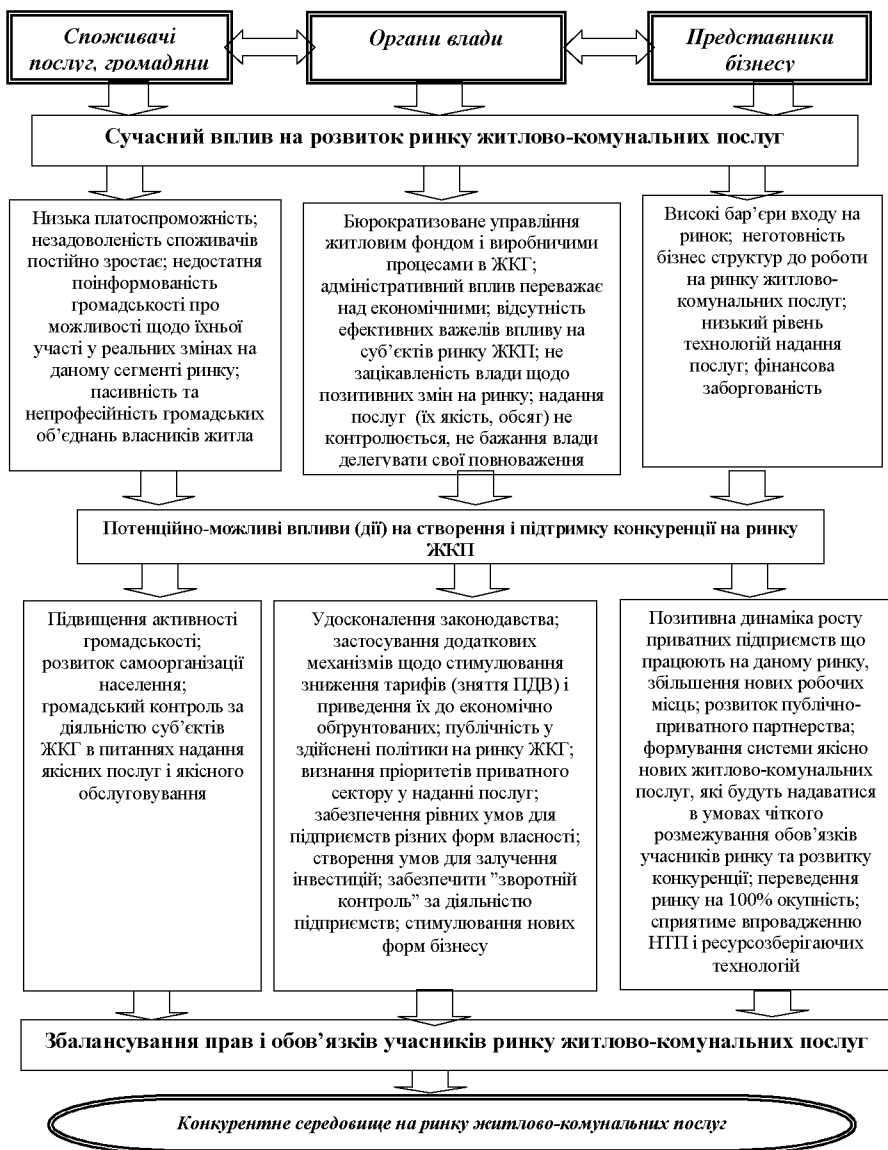 Споживачі
послуг, громадяни
Органи влади
Представники
бізнесу
Сучасний вплив на розвиток ринку житлово-комунальних послуг
Низька платоспроможність;
незадоволеність споживачів
постійно зростає; недостатня
поінформованість
громадськості про
можливості щодо їхньої
участі у реальних змінах на
даному сегменті ринку;
пасивність та
непрофесійність громадських
об’єднань власників житла
Бюрократизоване управління
житловим фондом і виробничими
процесами в ЖКГ;
адміністративний вплив переважає
над економічними; відсутність
ефективних важелів впливу на
суб’єктів ринку ЖКП; не
зацікавленість влади щодо
позитивних змін на ринку; надання
послуг (їх якість, обсяг) не
контролюється, не бажання влади
делегувати свої повноваження
Високі бар’єри входу на
ринок; неготовність
бізнес структур до роботи
на ринку житлово-
комунальних послуг;
низький рівень
технологій надання
послуг; фінансова
заборгованість
Потенційно-можливі впливи (дії) на створення і підтримку конкуренції на ринку
ЖКП
Підвищення активності
громадськості;
розвиток самоорганізації
населення;
громадський контроль за
діяльністю суб’єктів
ЖКГ в питаннях надання
якісних послуг і якісного
обслуговування
Удосконалення законодавства;
застосування додаткових
механізмів щодо стимулювання
зниження тарифів (зняття ПДВ) і
приведення їх до економічно
обґрунтованих; публічність у
здійснені політики на ринку ЖКГ;
визнання пріоритетів приватного
сектору у наданні послуг;
забезпечення рівних умов для
підприємств різних форм власності;
створення умов для залучення
інвестицій; забезпечити ”зворотній
контроль” за діяльністю
підприємств; стимулювання нових
форм бізнесу
Позитивна динаміка росту
приватних підприємств що
працюють на даному ринку,
збільшення нових робочих
місць; розвиток публічно-
приватного партнерства;
формування системи якісно
нових житлово-комунальних
послуг, які будуть надаватися
в умовах чіткого
розмежування обов’язків
учасників ринку та розвитку
конкуренції; переведення
ринку на 100% окупність;
сприятиме впровадженню
НТП і ресурсозберігаючих
технологій
Збалансування прав і обов’язків учасників ринку житлово-комунальних послуг
Конкурентне середовище на ринку житлово-комунальних послуг